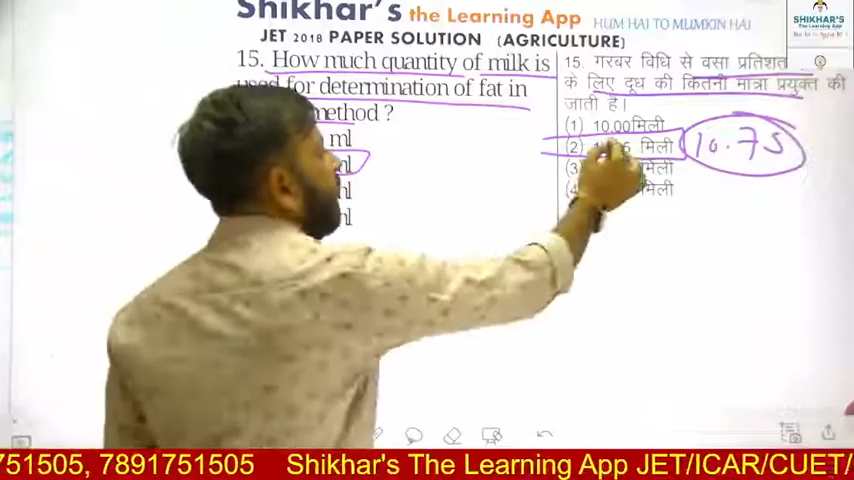 Shikhar's the Learning App HUM HAI TO MUMKIN HAI
SHIKHAR'S
The Learning App
JET 2018 PAPER SOLUTION (AGRICULTURE)
15. How much quantity of milk is
used for determination of fat in
method ?
ml
ml
15. गरवर विधि से वसा प्रतिशत
के लिए दूध की कितनी मात्रा प्रयुक्त की
जाती है।
(1) 10.00मिली
(2) मिली
(3) मिली
मिली
10.75
751505, 7891751505 Shikhar's The Learning App JET/ICAR/CUET/